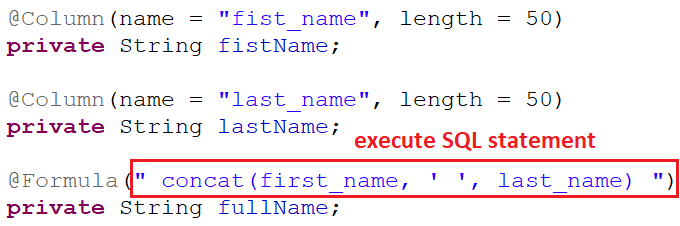 @Column(name = "fist_name", length = 50)
private String fistName;
@Column(name = "last_name", length = 50)
private String lastName;
execute SQL statement
@Formula(" concat(first_name, ' ', last_name) ")
private String fullName;